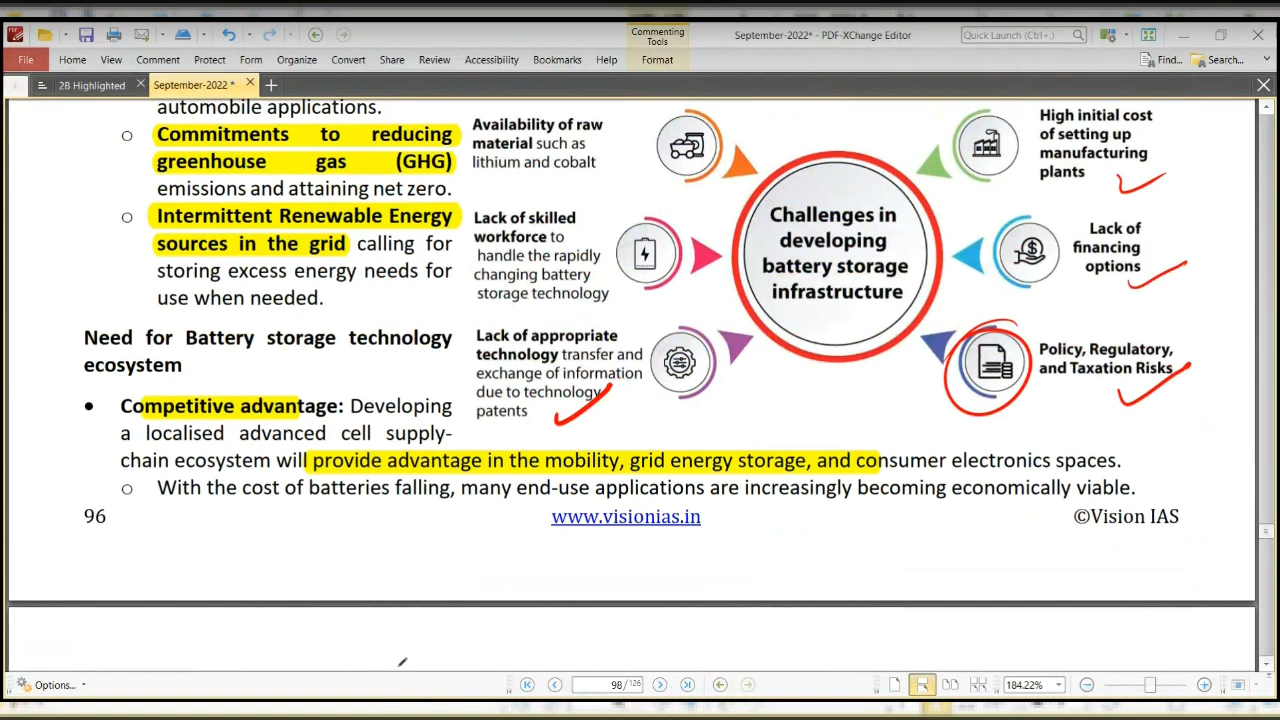 Commenting
Tools
September-2022* - PDF-XChange Editor
Quick Launch (Ctrl+.)
File
Home
View
Comment
Protect
Form
Organize
Convert
Share
Review
Accessibility
Bookmarks
Help
Format
Find...
Search...
2B Highlighted
September-2022 *
automobile applications.
o Commitments to reducing
greenhouse gas (GHG)
emissions and attaining net zero.
o Intermittent Renewable Energy
sources in the grid calling for
storing excess energy needs for
use when needed.
Need for Battery storage technology
ecosystem
• Competitive advantage: Developing
a localised advanced cell supply-
chain ecosystem will provide advantage in the mobility, grid energy storage, and consumer electronics spaces.
o With the cost of batteries falling, many end-use applications are increasingly becoming economically viable.
Availability of raw
material such as
lithium and cobalt
Lack of skilled
workforce to
handle the rapidly
changing battery
storage technology
Lack of appropriate
technology transfer and
exchange of information
due to technology
patents
Challenges in
developing
battery storage
infrastructure
High initial cost
of setting up
manufacturing
plants
Lack of
financing
options
Policy, Regulatory,
and Taxation Risks
96
www.visionias.in
©Vision IAS
Options...
98 / 126
184.22%